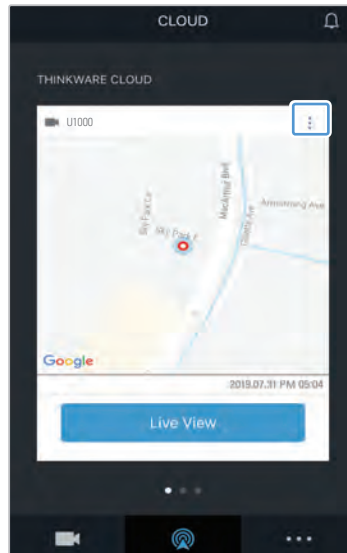 CLOUD
THINKWARE CLOUD
U1000
MacArthur Blvd
Armstrong Ave
Sky Park Cir
Sky Park
Google
2019.07.31 PM 05:04
Live View